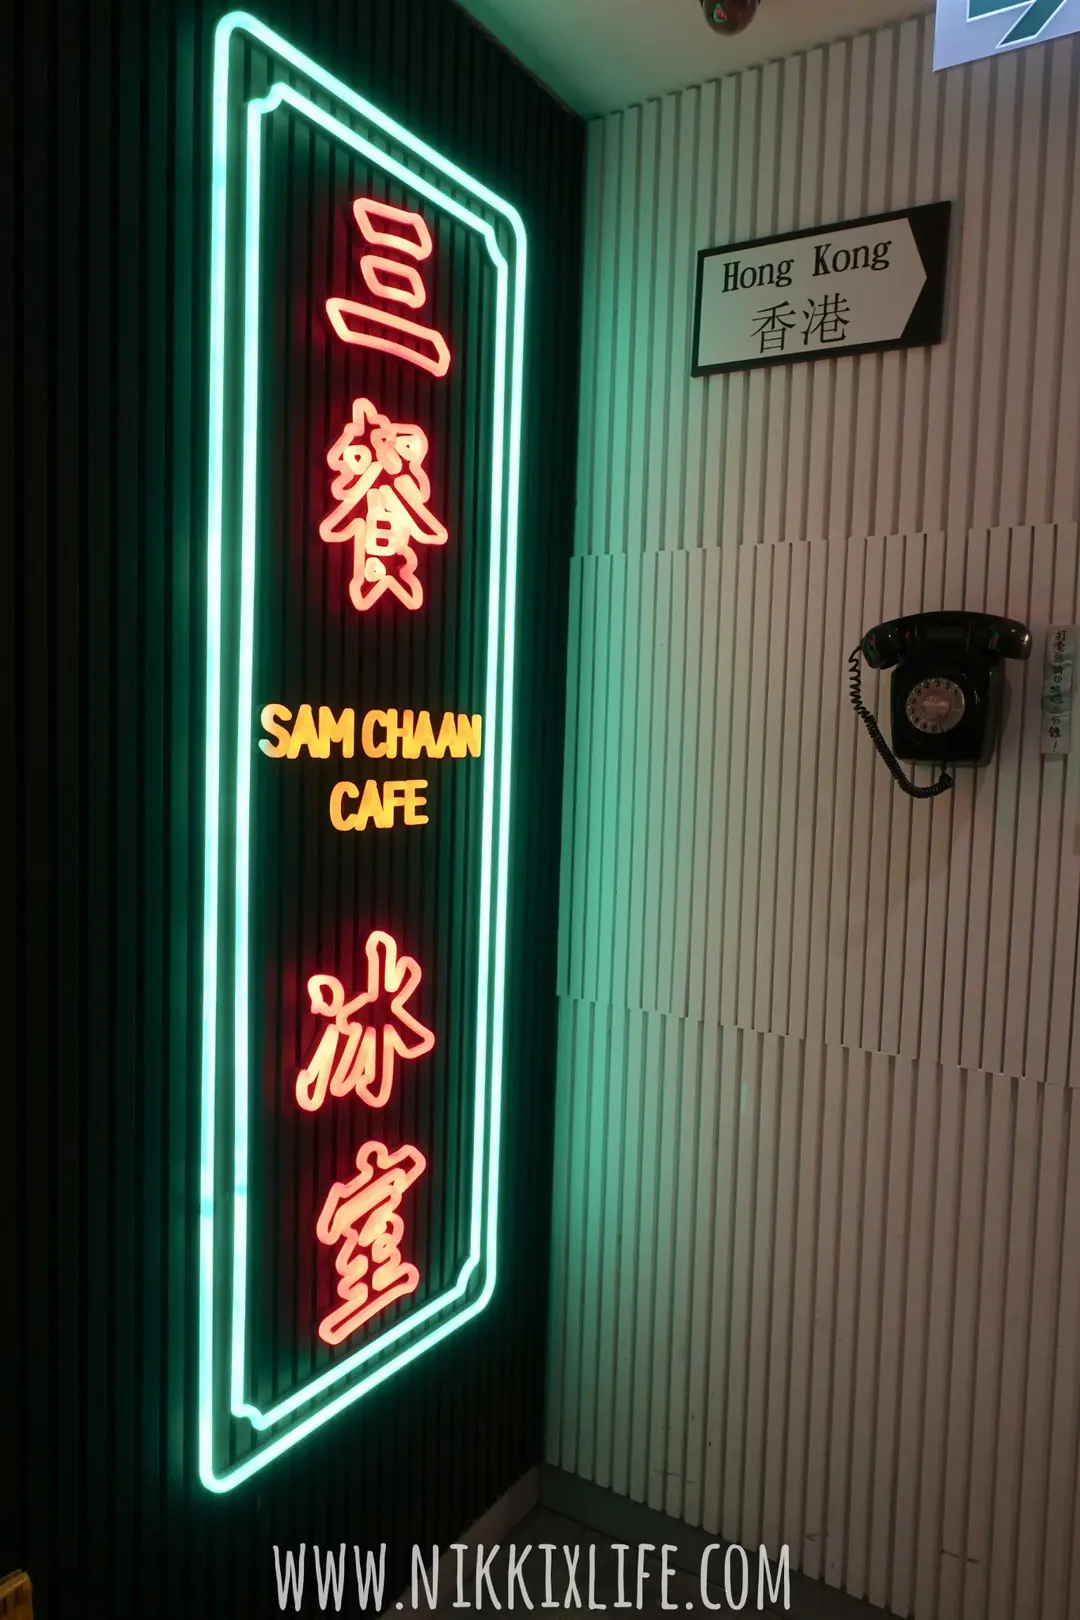 三餐
SAM CHAAN
CAFE
冰室
Hong Kong
香港
WWW.NIKKIXLIFE.COM